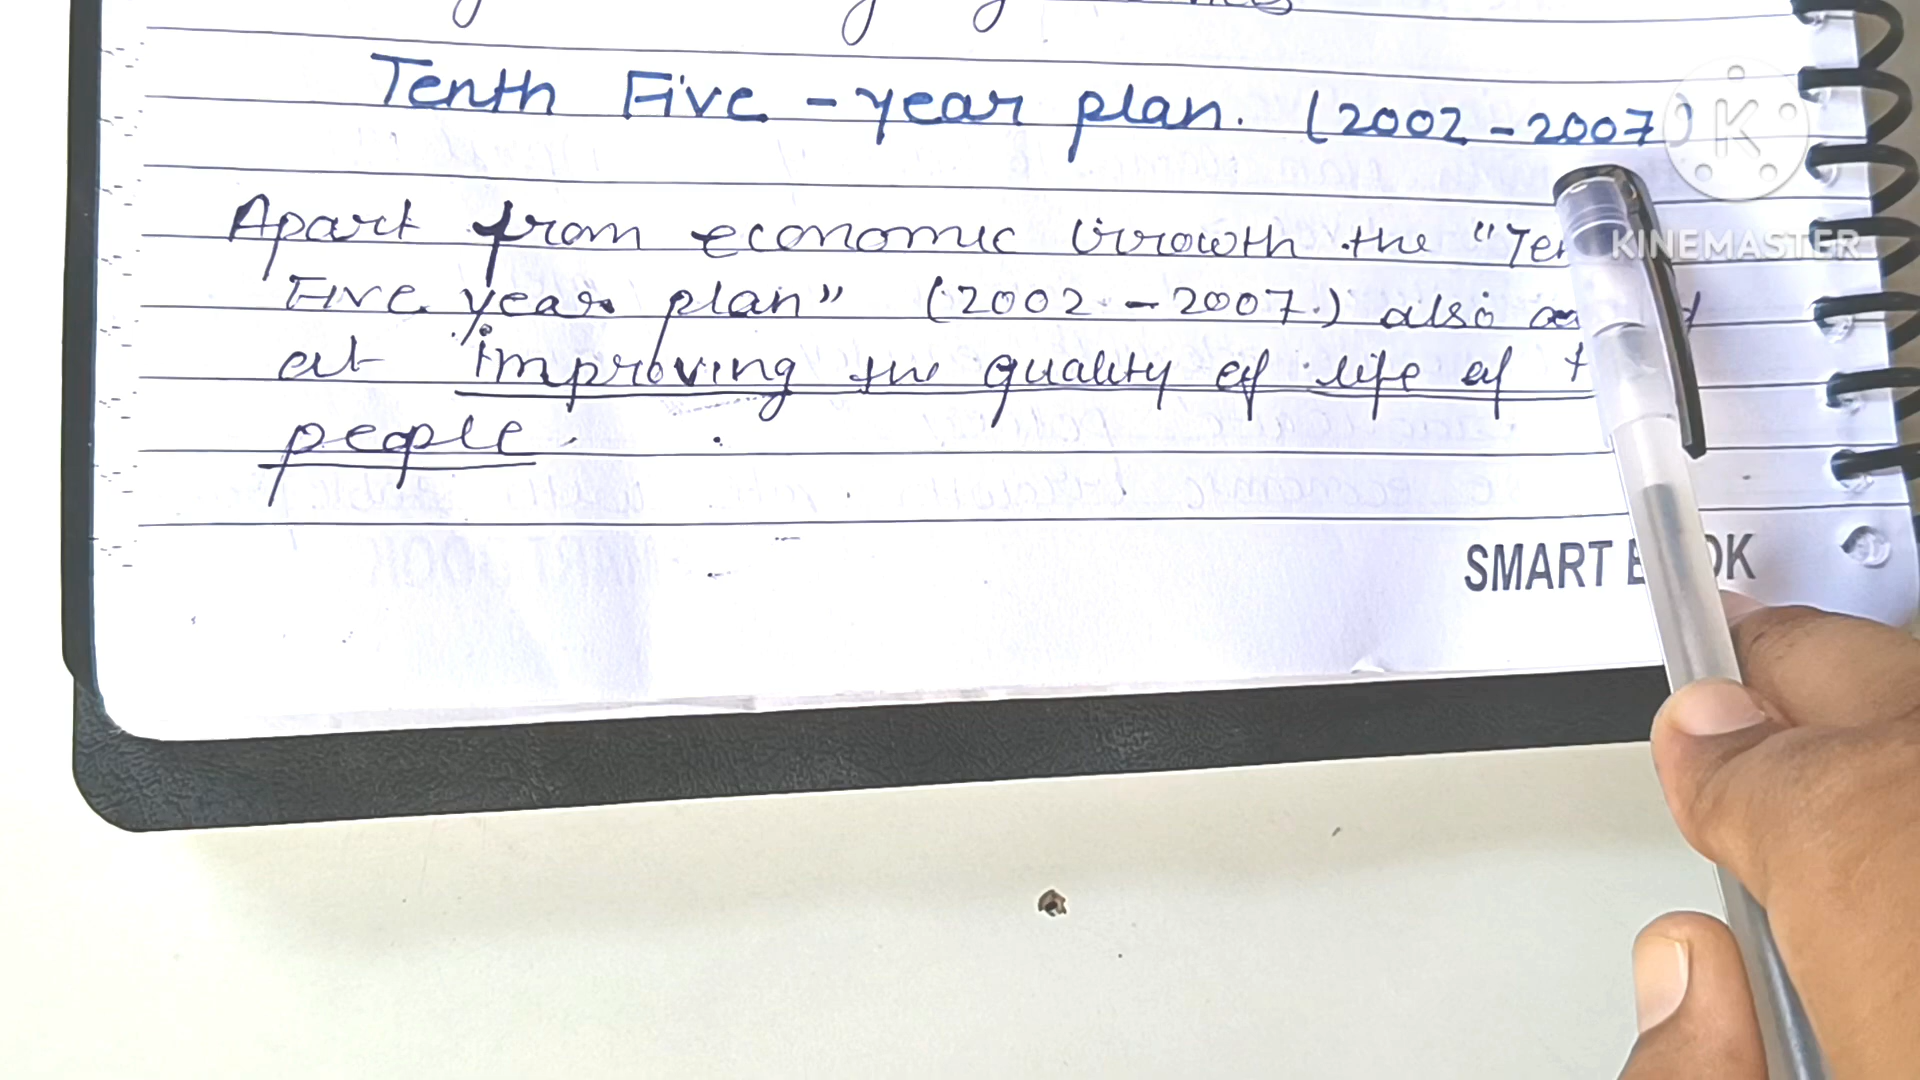 Tenth Five - year plan. (2002 - 2007)
Apart from economic Growth the "Ten
Five year plan" (2002 - 2007) also
at improving the quality of life of
people.
SMART BOOK
K
KINEMASTER